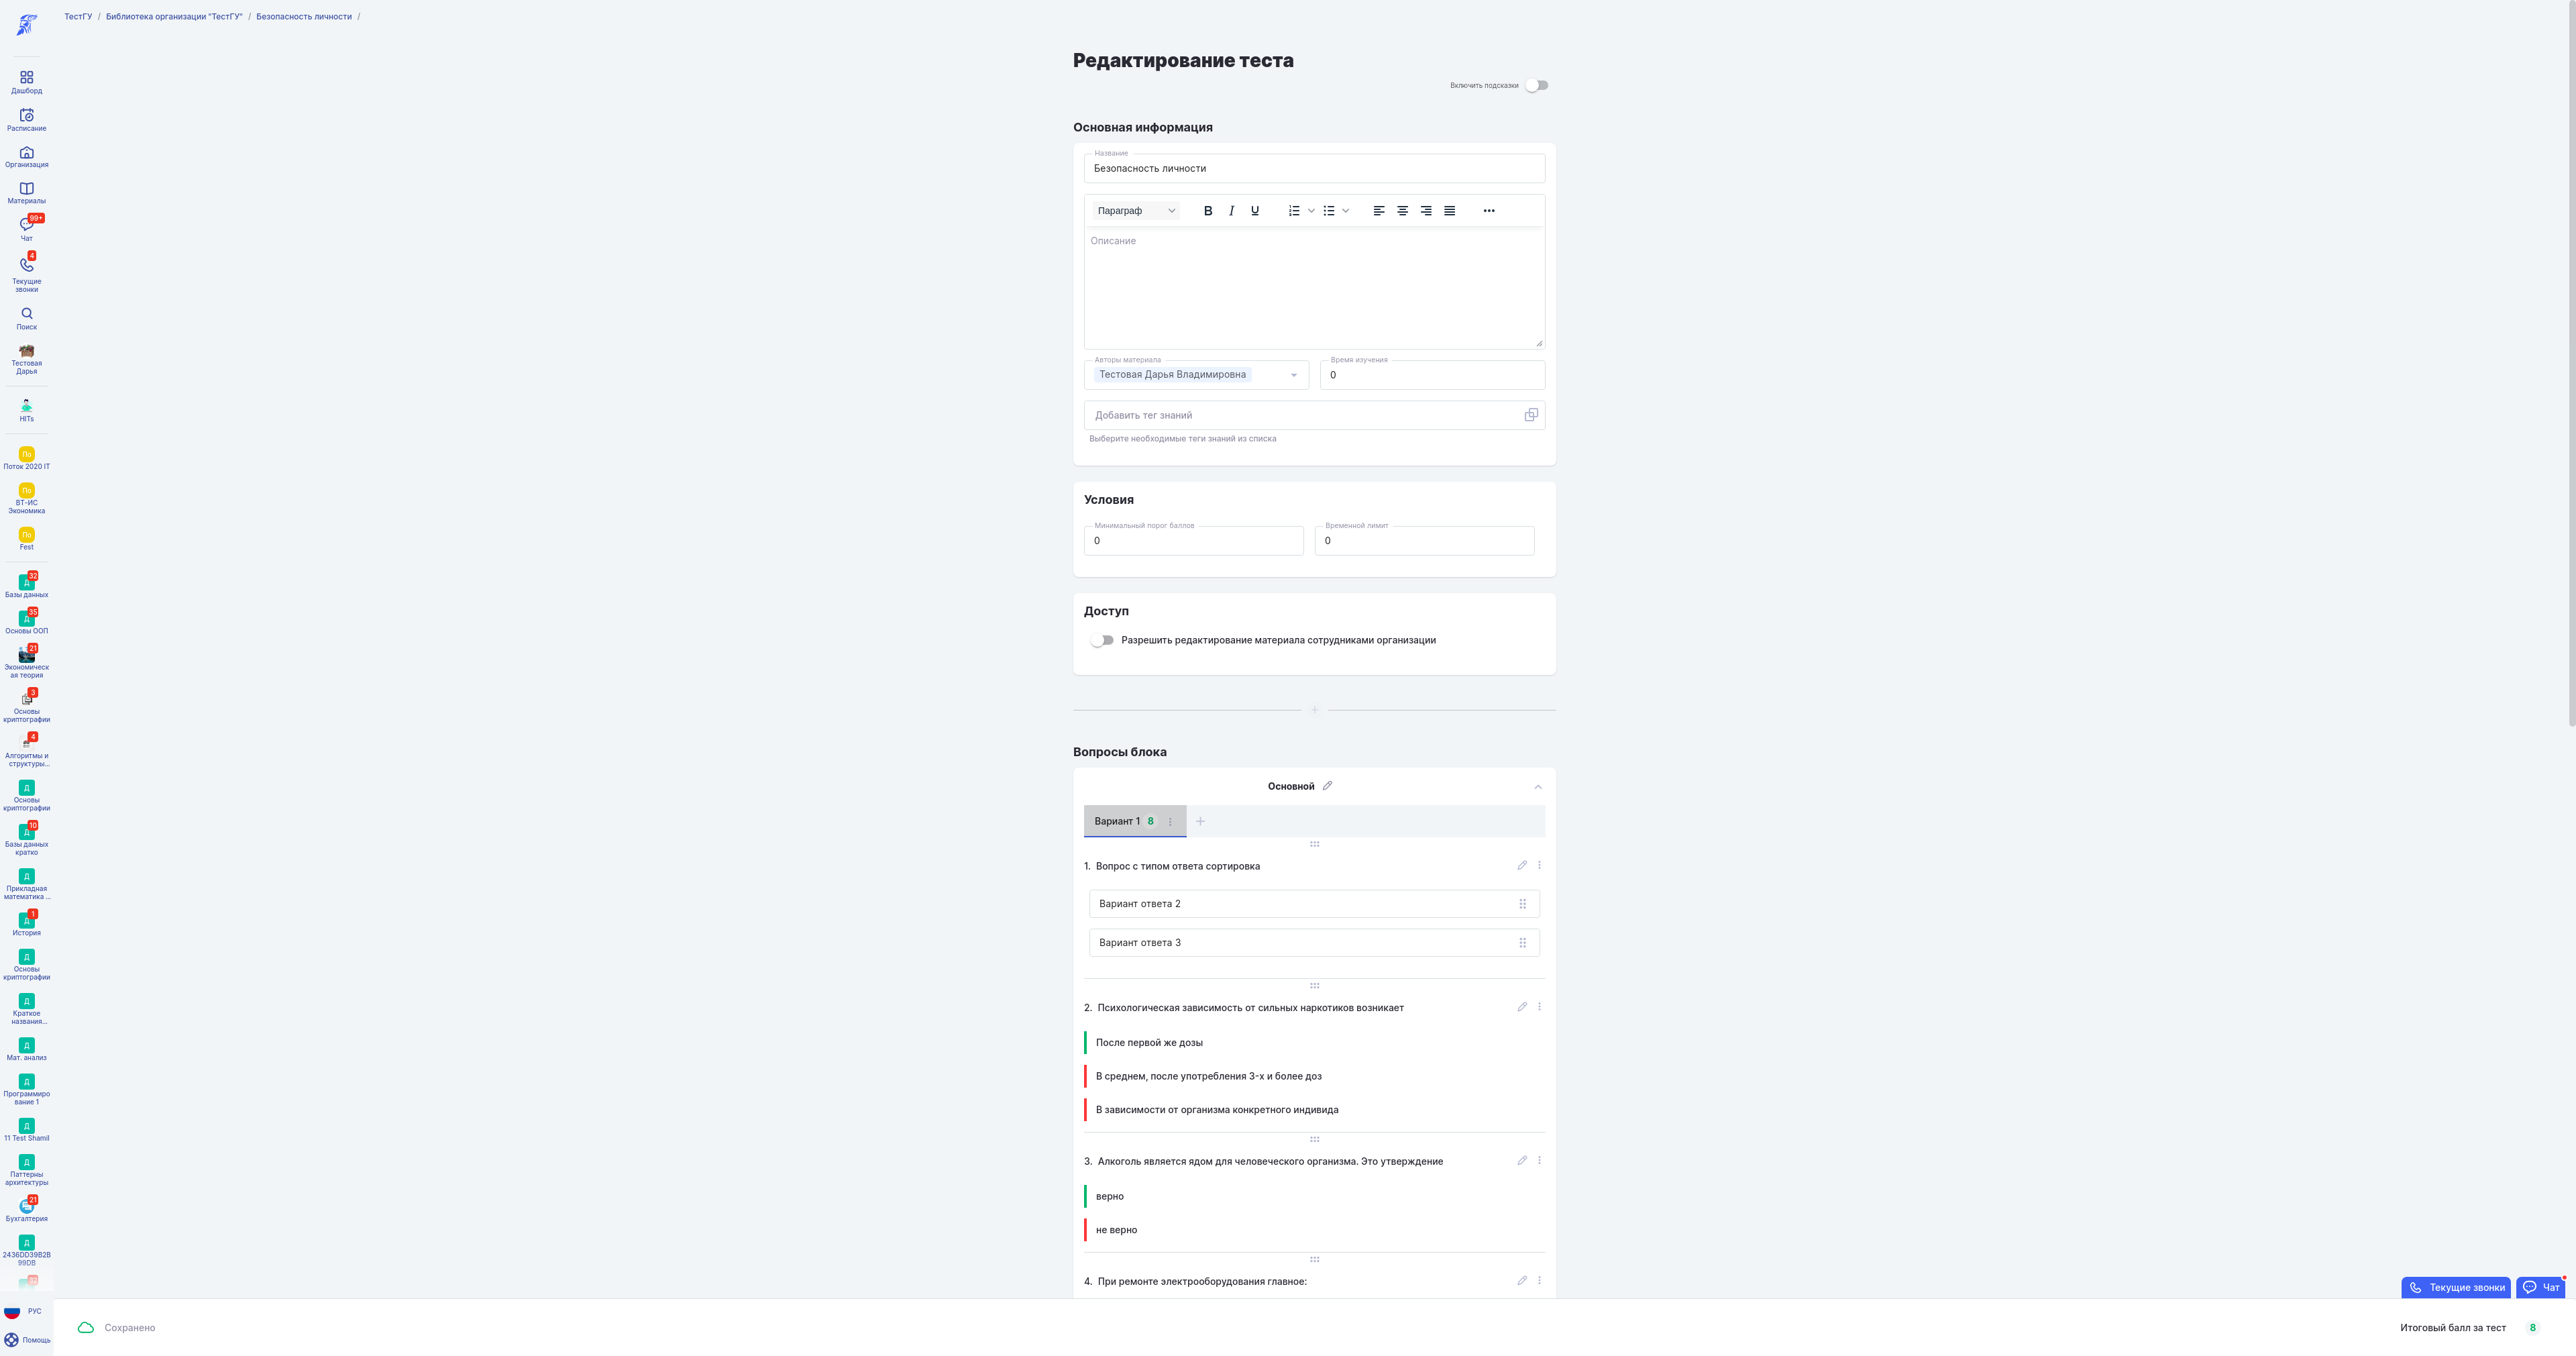 ТестГУ / Библиотека организации "ТестГУ" / Безопасность личности /
Дашборд
Расписание
Организация
Материалы
99+
Чат
4
Текущие
звонки
Поиск
Тестовая
Дарья
HITs
По
Поток 2020 IT
По
ВТ-ИС
Экономика
По
Fest
32
Д
Базы данных
35
Д
Основы ООП
21
Экономическ
ая теория
3
Основы
криптографии
4
Алгоритмы и
структуры...
Д
Основы
криптографии
10
Д
Базы данных
кратко
Д
Прикладная
математика ...
1
Д
История
Д
Основы
криптографии
Д
Краткое
названия...
Д
Мат. анализ
Д
Программиро
вание 1
Д
11 Test Shamil
Д
Паттерны
архитектуры
21
Бухгалтерия
Д
2436DD39B2B
99DB
32
РУС
Помощь
Редактирование теста
Включить подсказки
Основная информация
Название
Безопасность личности
Параграф B I U
Описание
Авторы материала
Тестовая Дарья Владимировна
Время изучения
0
Добавить тег знаний
Выберите необходимые теги знаний из списка
Условия
Минимальный порог баллов
0
Временной лимит
0
Доступ
Разрешить редактирование материала сотрудниками организации
Вопросы блока
Основной
Вариант 1 8
1. Вопрос с типом ответа сортировка
Вариант ответа 2
Вариант ответа 3
2. Психологическая зависимость от сильных наркотиков возникает
После первой же дозы
В среднем, после употребления 3-х и более доз
В зависимости от организма конкретного индивида
3. Алкоголь является ядом для человеческого организма. Это утверждение
верно
не верно
4. При ремонте электрооборудования главное:
Текущие звонки
Чат
Сохранено
Итоговый балл за тест 8